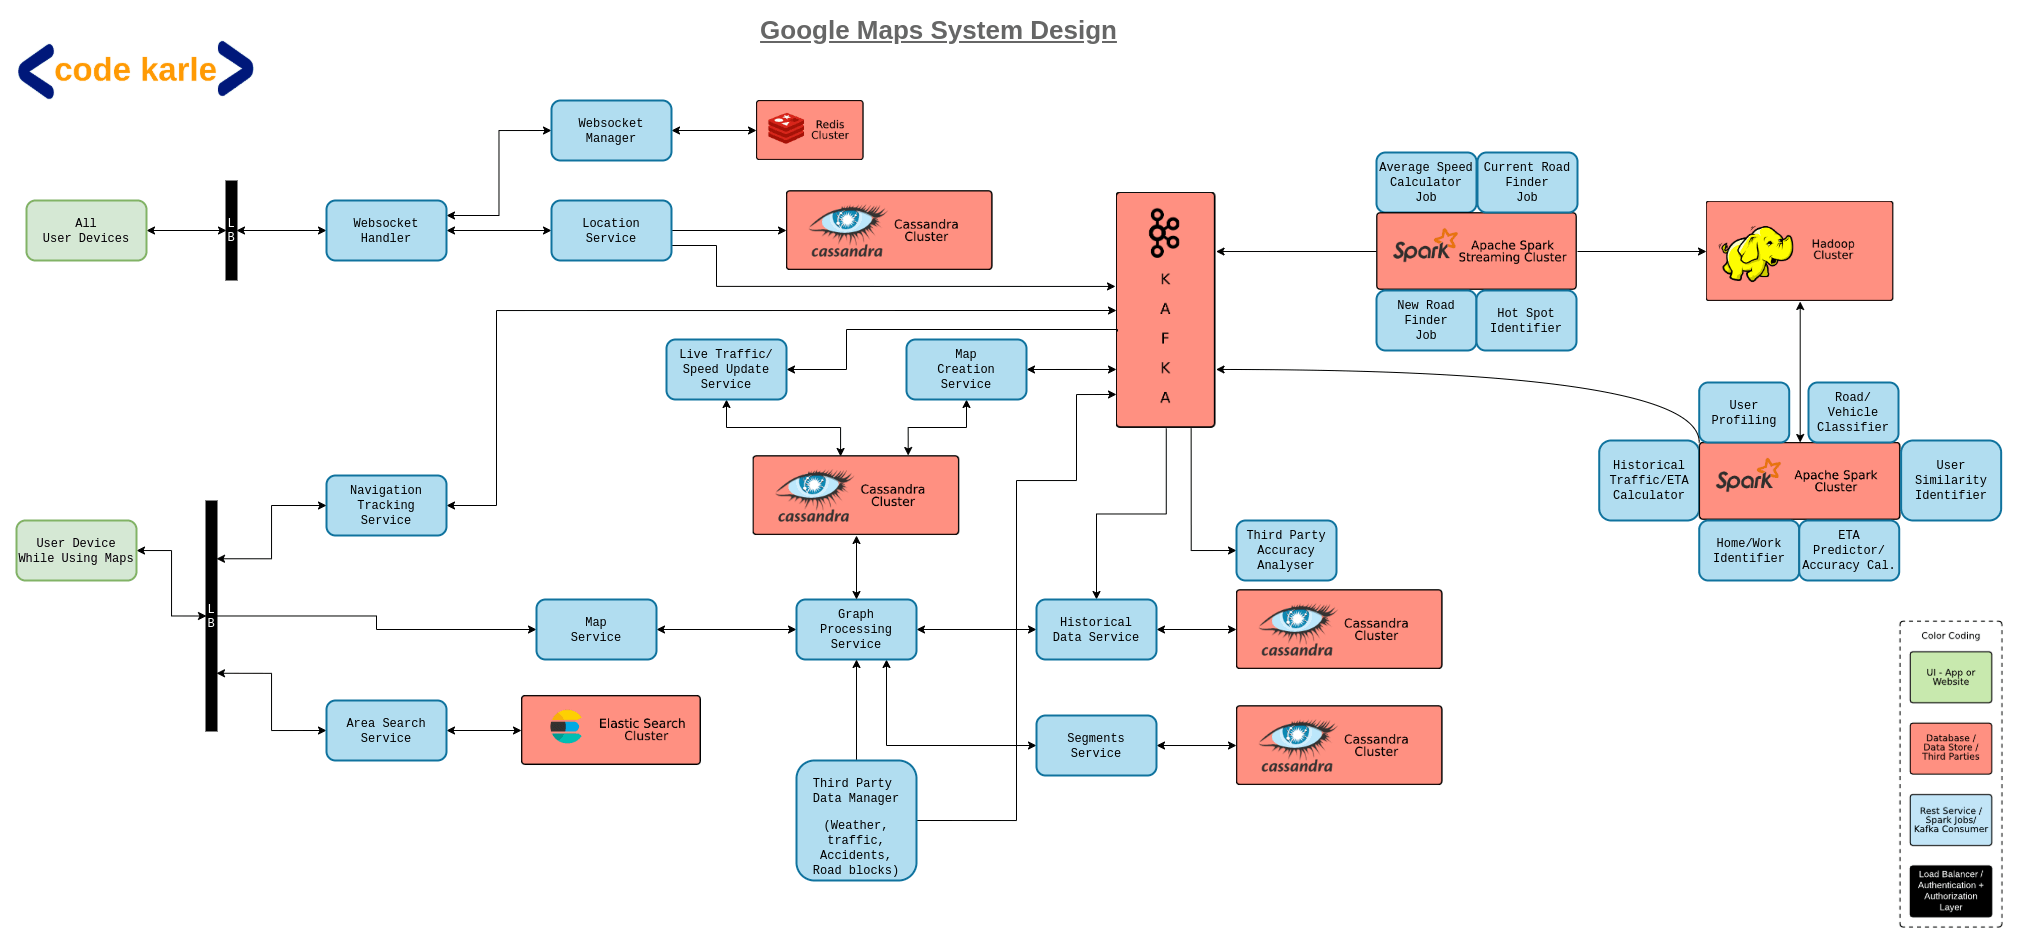 Google Maps System Design
code karle
Websocket
Manager
Redis
Cluster
All
User Devices
L
B
Websocket
Handler
Location
Service
cassandra
Cassandra
Cluster
K
A
F
K
A
Average Speed
Calculator
Job
Current Road
Finder
Job
Spark
Apache Spark
Streaming Cluster
New Road
Finder
Job
Hot Spot
Identifier
Hadoop
Cluster
Live Traffic/
Speed Update
Service
Map
Creation
Service
cassandra
Cassandra
Cluster
User
Profiling
Road/
Vehicle
Classifier
Historical
Traffic/ETA
Calculator
Spark
Apache Spark
Cluster
User
Similarity
Identifier
Home/Work
Identifier
ETA
Predictor/
Accuracy Cal.
Navigation
Tracking
Service
User Device
While Using Maps
L
B
Third Party
Accuracy
Analyser
Map
Service
Graph
Processing
Service
Historical
Data Service
cassandra
Cassandra
Cluster
Area Search
Service
Elastic Search
Cluster
Segments
Service
cassandra
Cassandra
Cluster
Third Party
Data Manager
(Weather,
traffic,
Accidents,
Road blocks)
Color Coding
UI - App or
Website
Database /
Data Store /
Third Parties
Rest Service /
Spark Jobs/
Kafka Consumer
Load Balancer /
Authentication +
Authorization
Layer